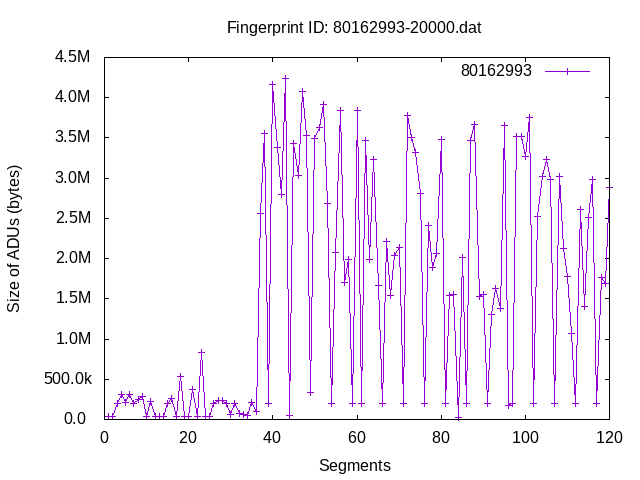 Fingerprint ID: 80162993-20000.dat
80162993
Size of ADUs (bytes)
4.5M
4.0M
3.5M
3.0M
2.5M
2.0M
1.5M
1.0M
500.0k
0.0
0 20 40 60 80 100 120
Segments